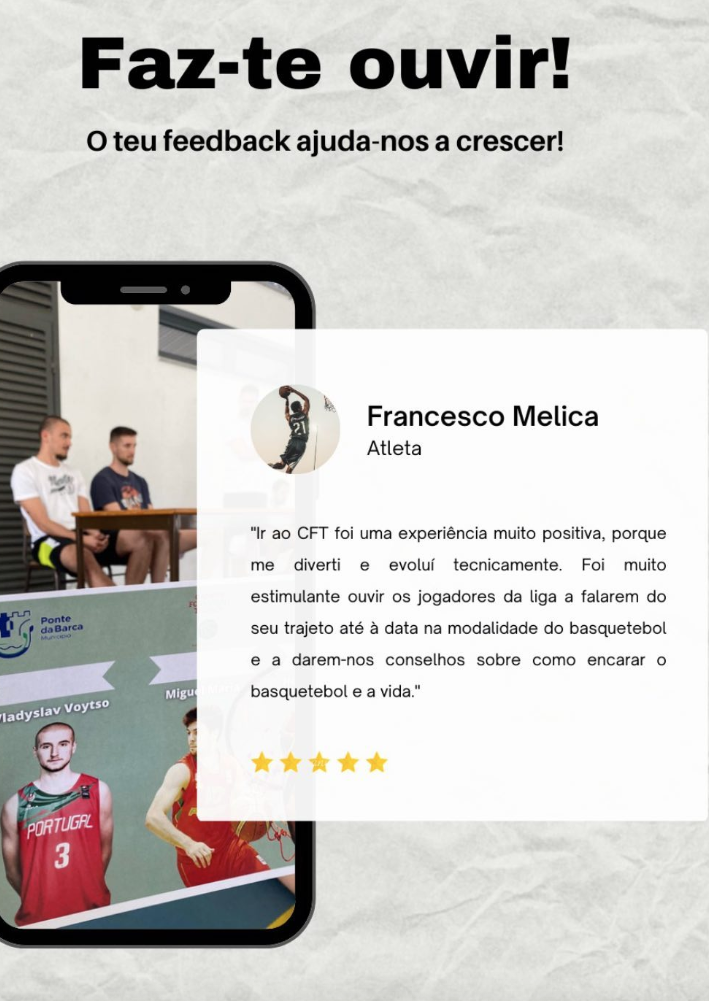 Faz-te ouvir!
O teu feedback ajuda-nos a crescer!
Francesco Melica
Atleta
"Ir ao CFT foi uma experiência muito positiva, porque
me diverti e evoluí tecnicamente. Foi muito
estimulante ouvir os jogadores da liga a falarem do
seu trajeto até à data na modalidade do basquetebol
e a darem-nos conselhos sobre como encarar o
basquetebol e a vida."
21
Ponte
da Barca
Município
Vladyslav Voytso
Migue
PORTUGAL
3